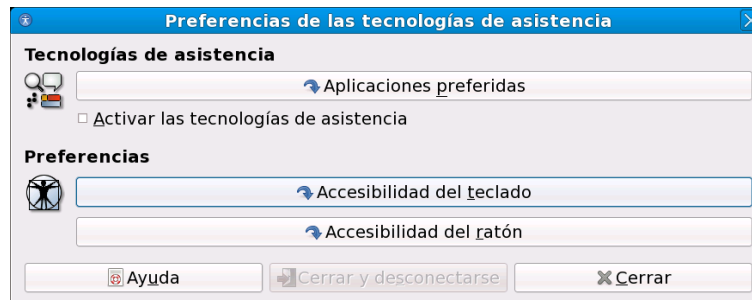 Preferencias de las tecnologías de asistencia
Tecnologías de asistencia
Aplicaciones preferidas
Activar las tecnologías de asistencia
Preferencias
Accesibilidad del teclado
Accesibilidad del ratón
Ayuda Cerrar y desconectarse Cerrar